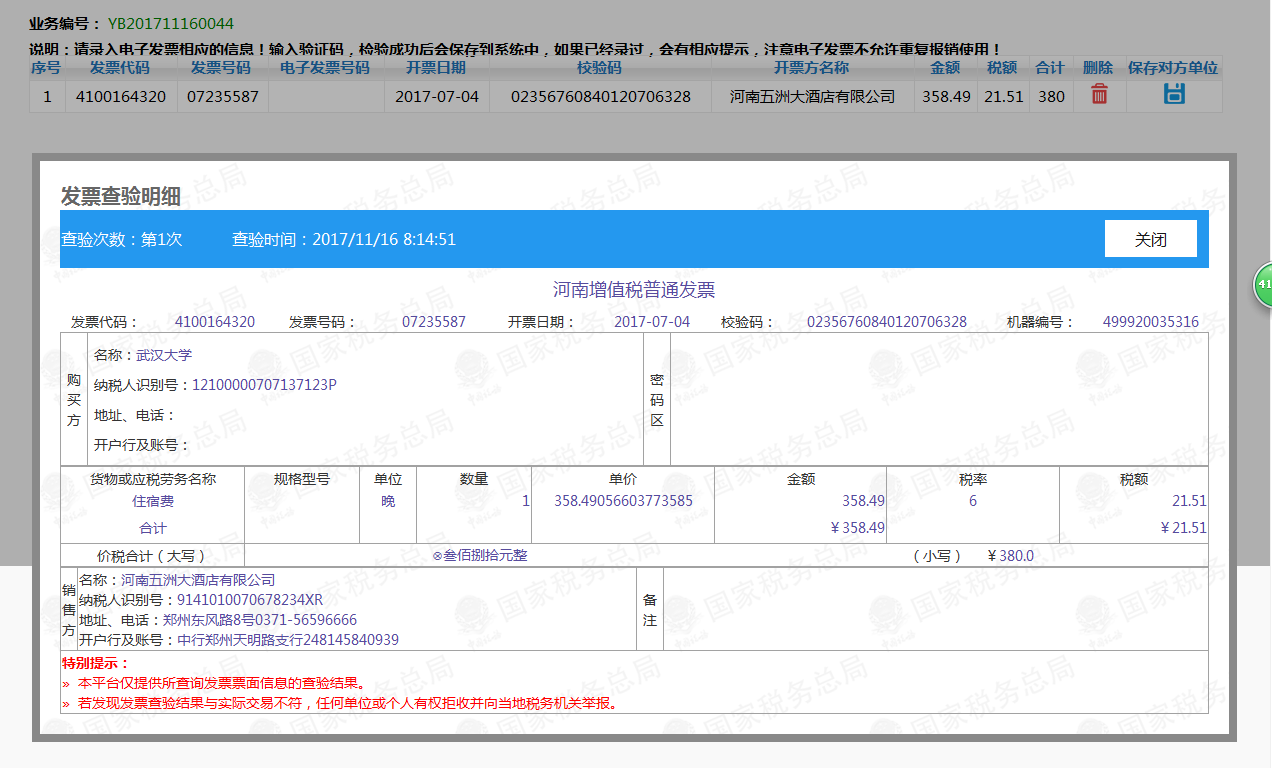 业务编号： YB201711160044
说明：请录入电子发票相应的信息！输入验证码，检验成功后会保存到系统中，如果已经录过，会有相应提示，注意电子发票不允许重复报销使用！
序号 发票代码 发票号码 电子发票号码 开票日期 校验码 开票方名称 金额 税额 合计 删除 保存对方单位
1 4100164320 07235587 2017-07-04 02356760840120706328 河南五洲大酒店有限公司 358.49 21.51 380
发票查验明细
查验次数：第1次 查验时间：2017/11/16 8:14:51 关闭
41
河南增值税普通发票
发票代码： 4100164320 发票号码： 07235587 开票日期： 2017-07-04 校验码： 02356760840120706328 机器编号： 499920035316
购买方
名称：武汉大学
纳税人识别号：12100000707137123P
地址、电话：
开户行及账号：
密码区
货物或应税劳务名称 规格型号 单位 数量 单价 金额 税率 税额
住宿费 晚 1 358.49056603773585 358.49 6 21.51
合计 ￥358.49 ￥21.51
价税合计（大写） ⊗叁佰捌拾元整 （小写） ￥380.0
销售方
名称：河南五洲大酒店有限公司
纳税人识别号：9141010070678234XR
地址、电话：郑州东风路8号0371-56596666
开户行及账号：中行郑州天明路支行248145840939
备注
特别提示：
» 本平台仅提供所查询发票票面信息的查验结果。
» 若发现发票查验结果与实际交易不符，任何单位或个人有权拒收并向当地税务机关举报。
国家税务总局